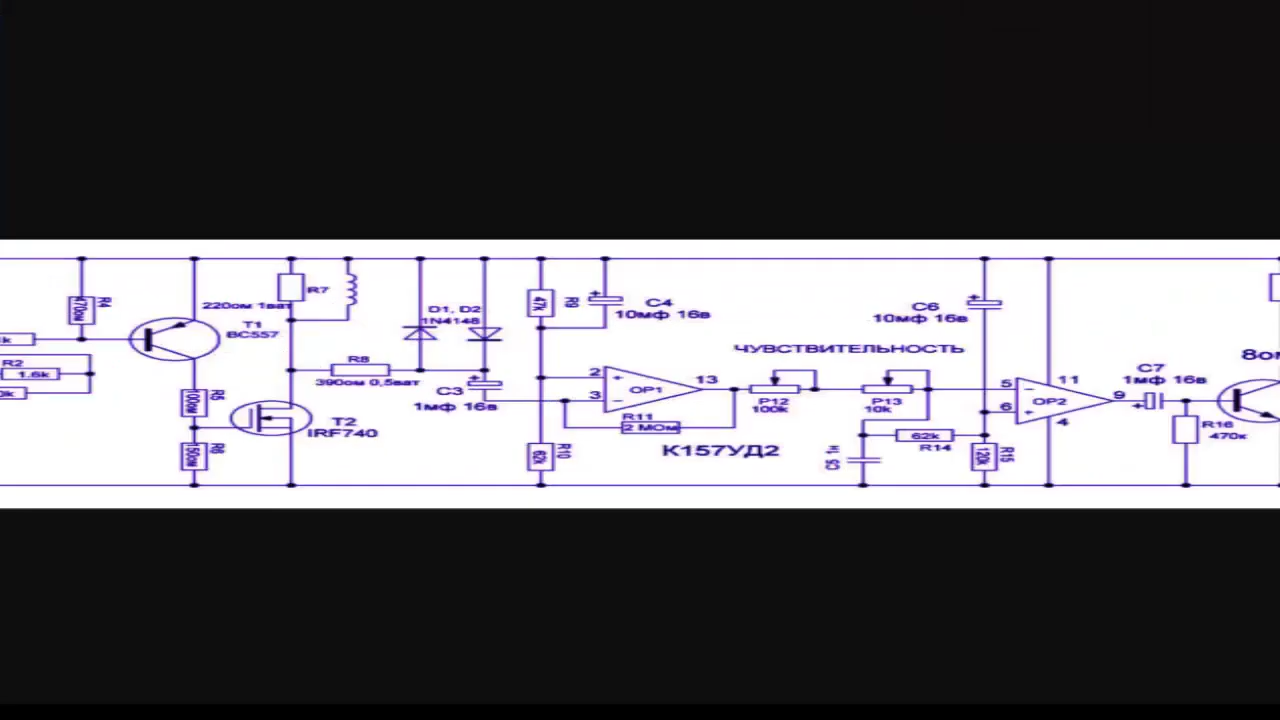 1k
R2
1.6k
0k
R4
470ом
T1
BC557
R5
100ом
R6
150ом
220ом 1ват
R7
T2
IRF740
R8
390ом 0,5ват
D1, D2
1N4148
C3
1мф 16в
47k
R9
C4
10мф 16в
2
+
3
−
OP1
13
R11
2 МОм
62k
R10
К157УД2
ЧУВСТВИТЕЛЬНОСТЬ
P12
100k
P13
10k
C6
10мф 16в
62k
R14
120k
R15
5
−
6
+
OP2
11
4
9
C7
1мф 16в
R16
470к
8ом